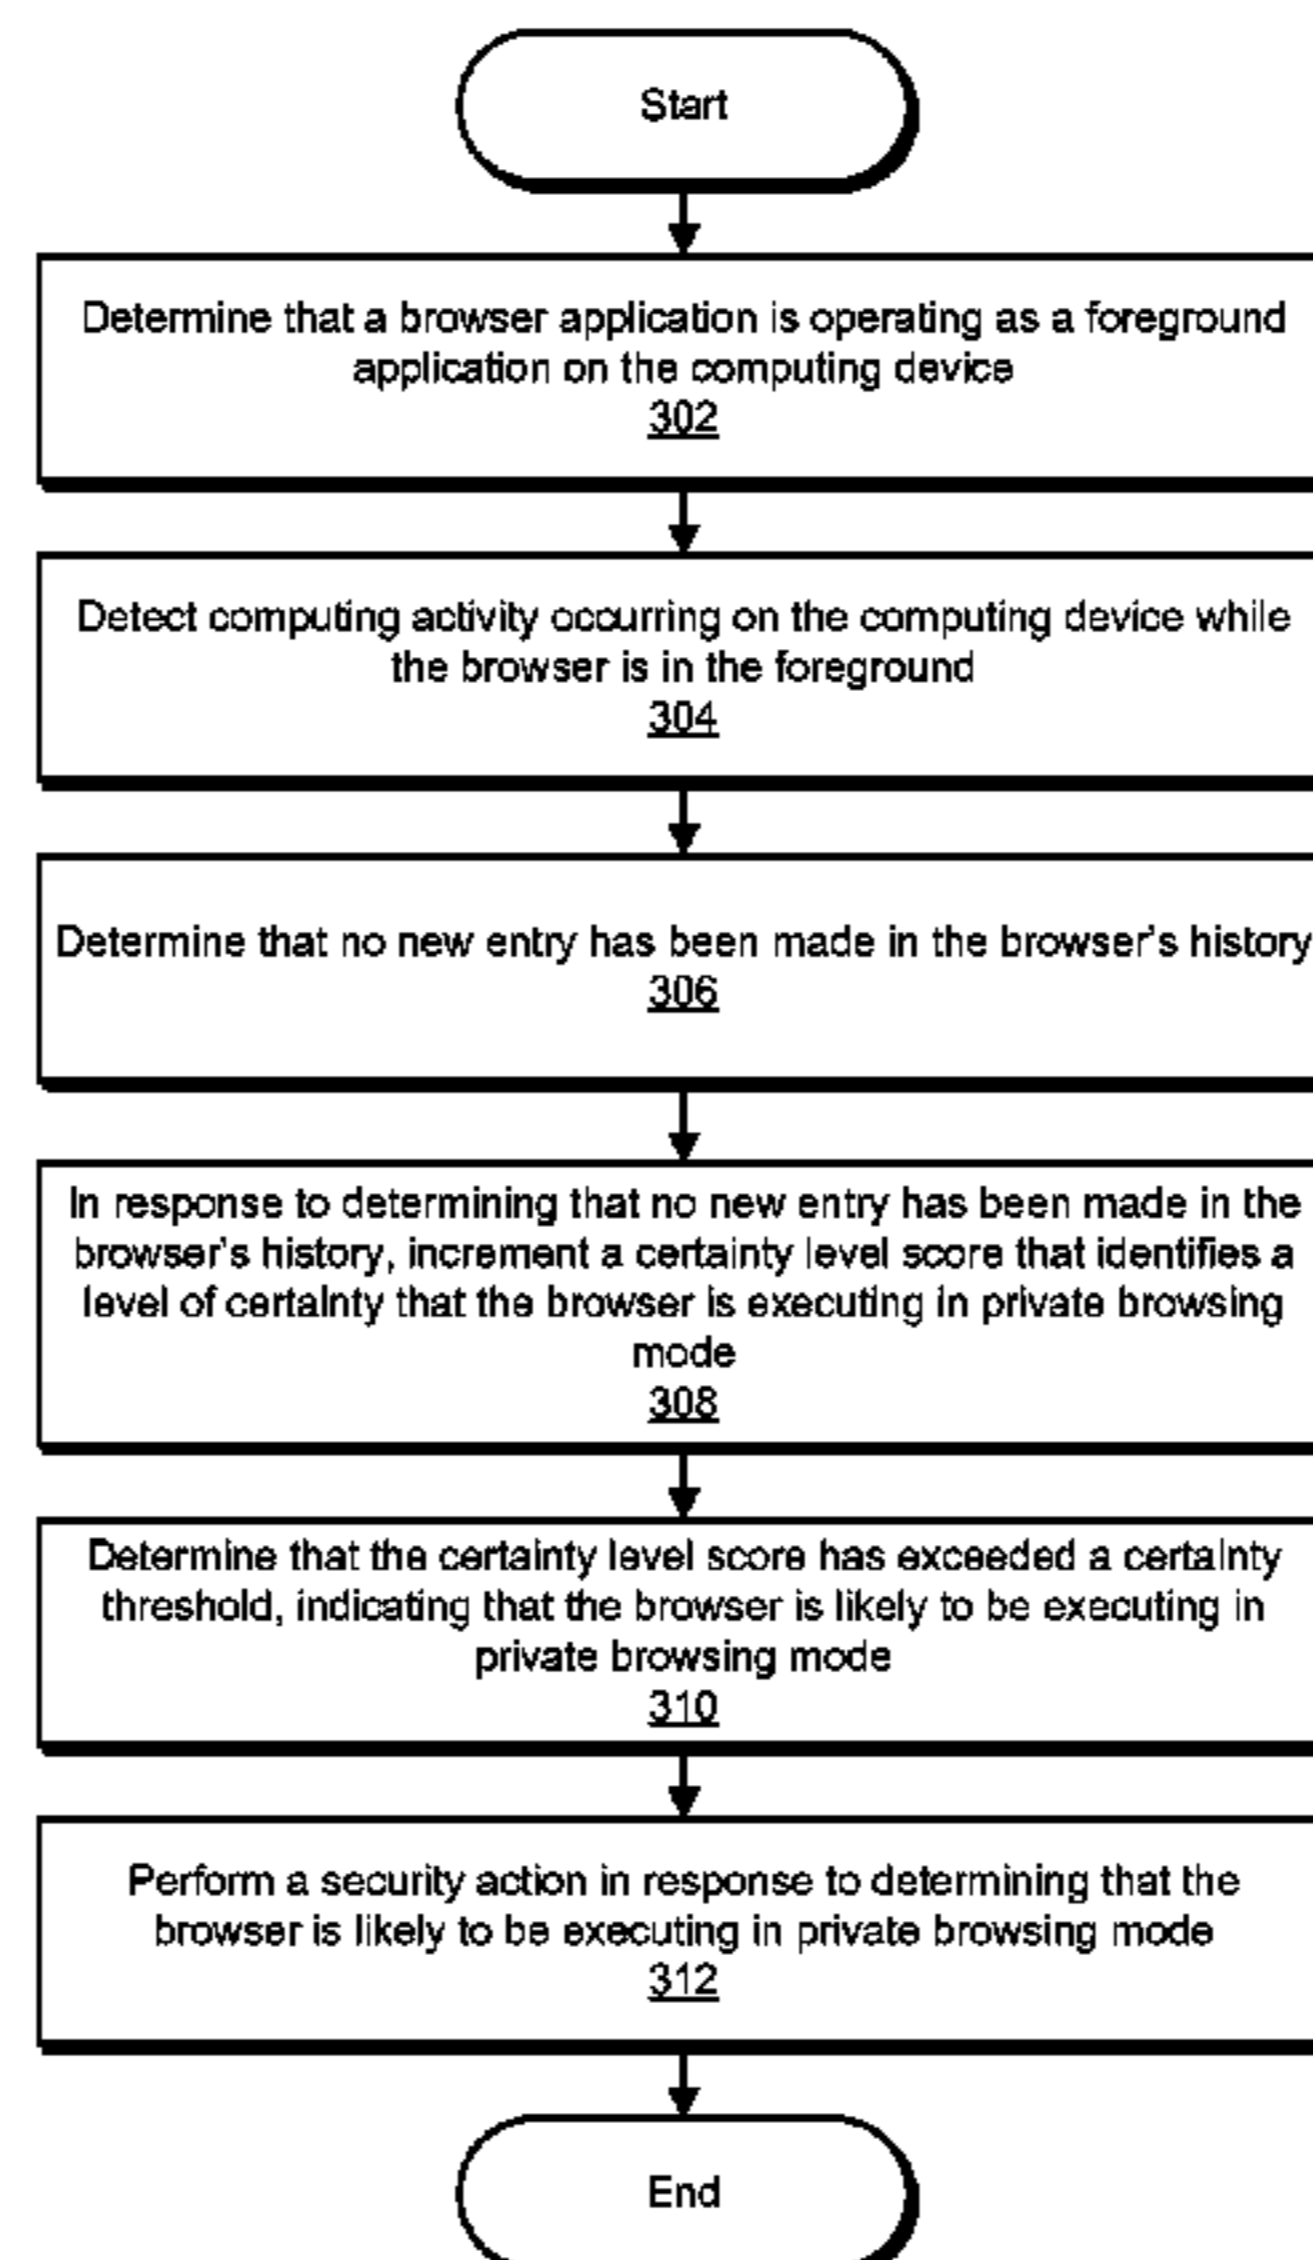 Start
Determine that a browser application is operating as a foreground
application on the computing device
302
Detect computing activity occurring on the computing device while
the browser is in the foreground
304
Determine that no new entry has been made in the browser's history
306
In response to determining that no new entry has been made in the
browser's history, increment a certainty level score that identifies a
level of certainty that the browser is executing in private browsing
mode
308
Determine that the certainty level score has exceeded a certainty
threshold, indicating that the browser is likely to be executing in
private browsing mode
310
Perform a security action in response to determining that the
browser is likely to be executing in private browsing mode
312
End